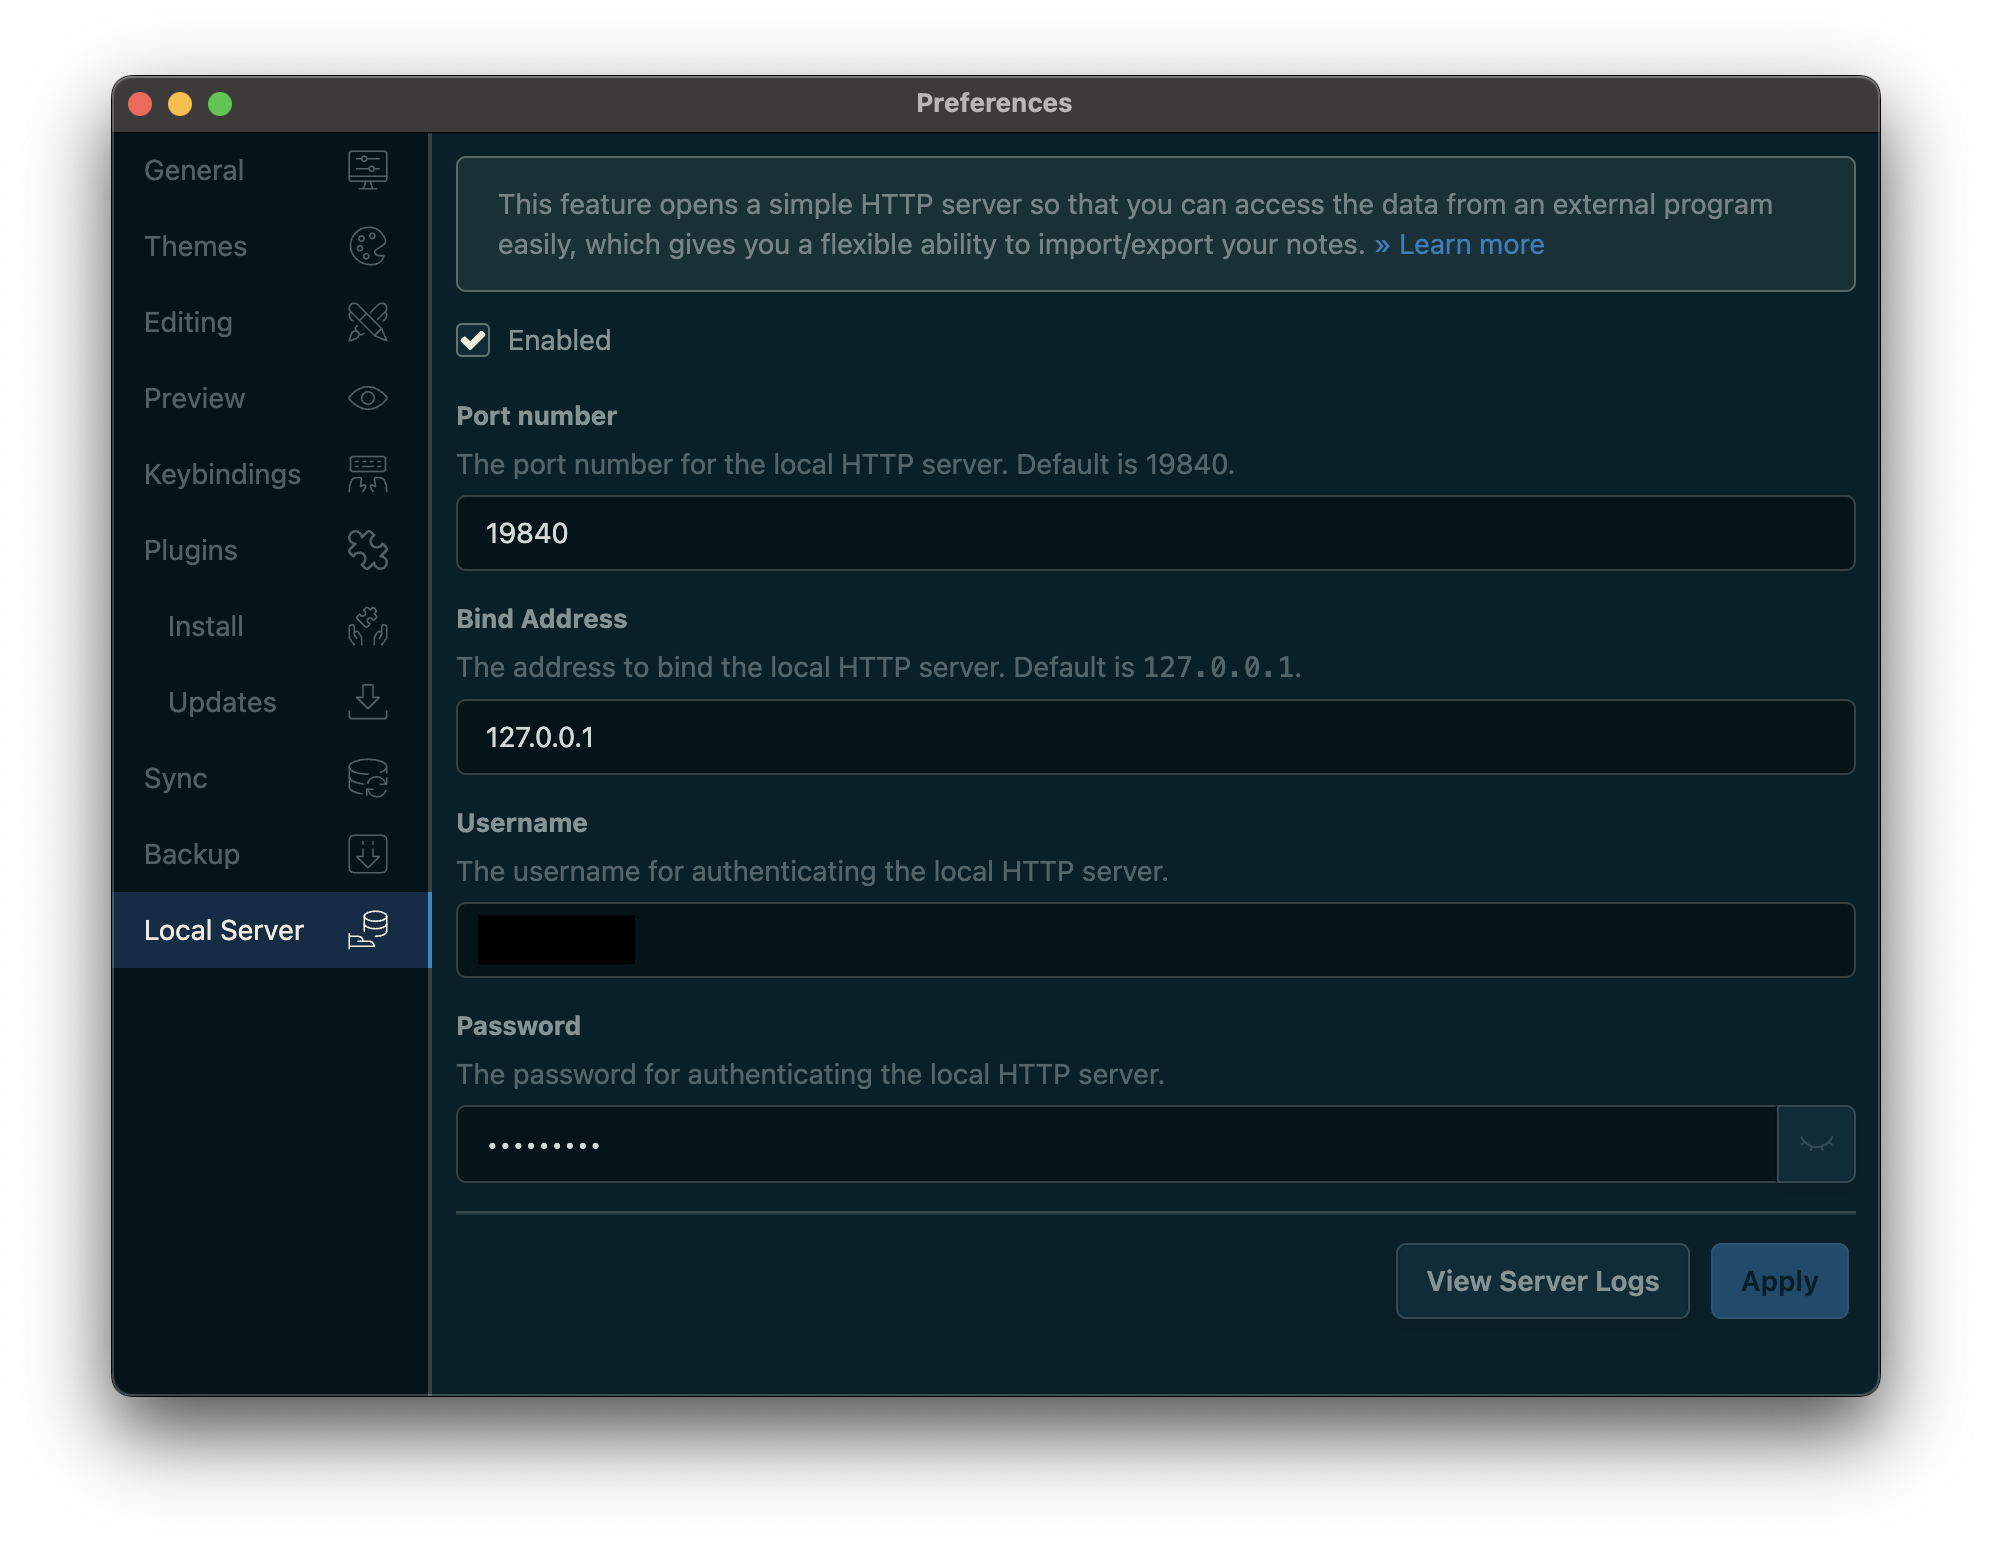 Preferences
General
Themes
Editing
Preview
Keybindings
Plugins
Install
Updates
Sync
Backup
Local Server
This feature opens a simple HTTP server so that you can access the data from an external program
easily, which gives you a flexible ability to import/export your notes. » Learn more
Enabled
Port number
The port number for the local HTTP server. Default is 19840.
19840
Bind Address
The address to bind the local HTTP server. Default is 127.0.0.1.
127.0.0.1
Username
The username for authenticating the local HTTP server.
Password
The password for authenticating the local HTTP server.
•••••••••
View Server Logs
Apply